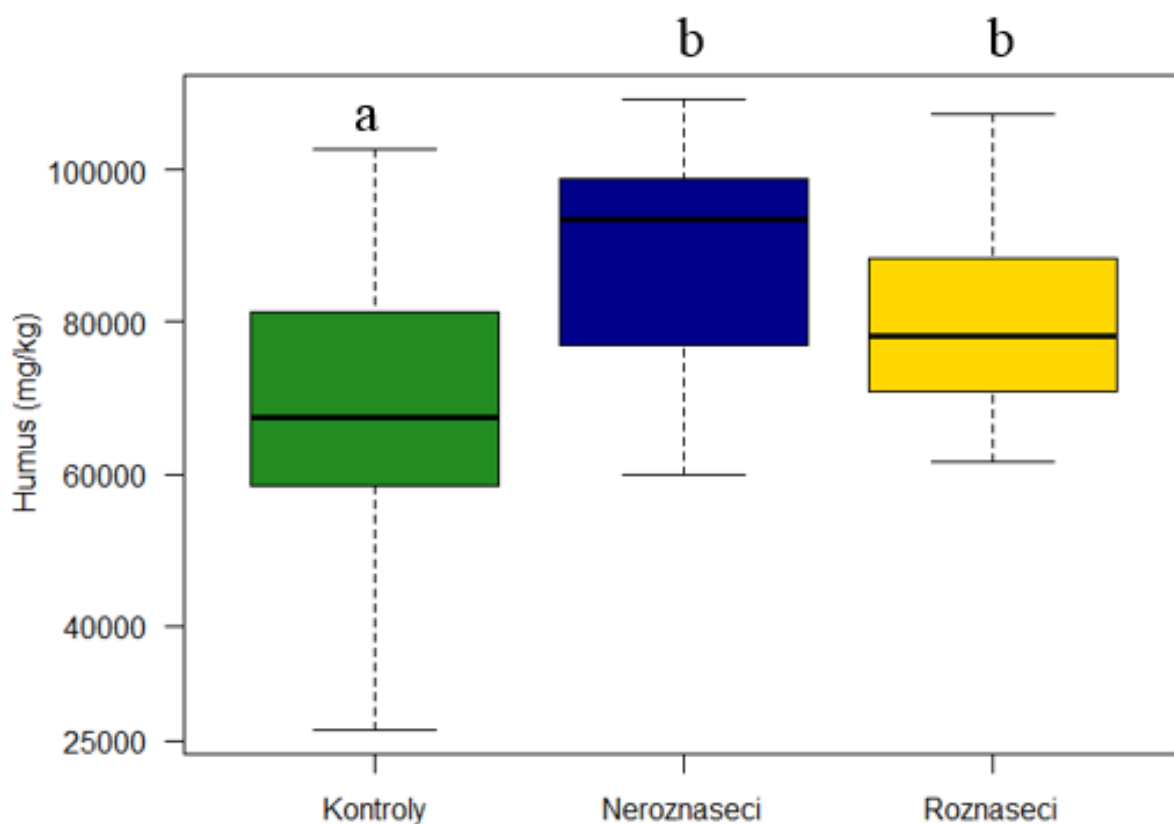 b b
a
100000
80000
60000
40000
25000
Humus (mg/kg)
Kontroly Neroznaseci Roznaseci